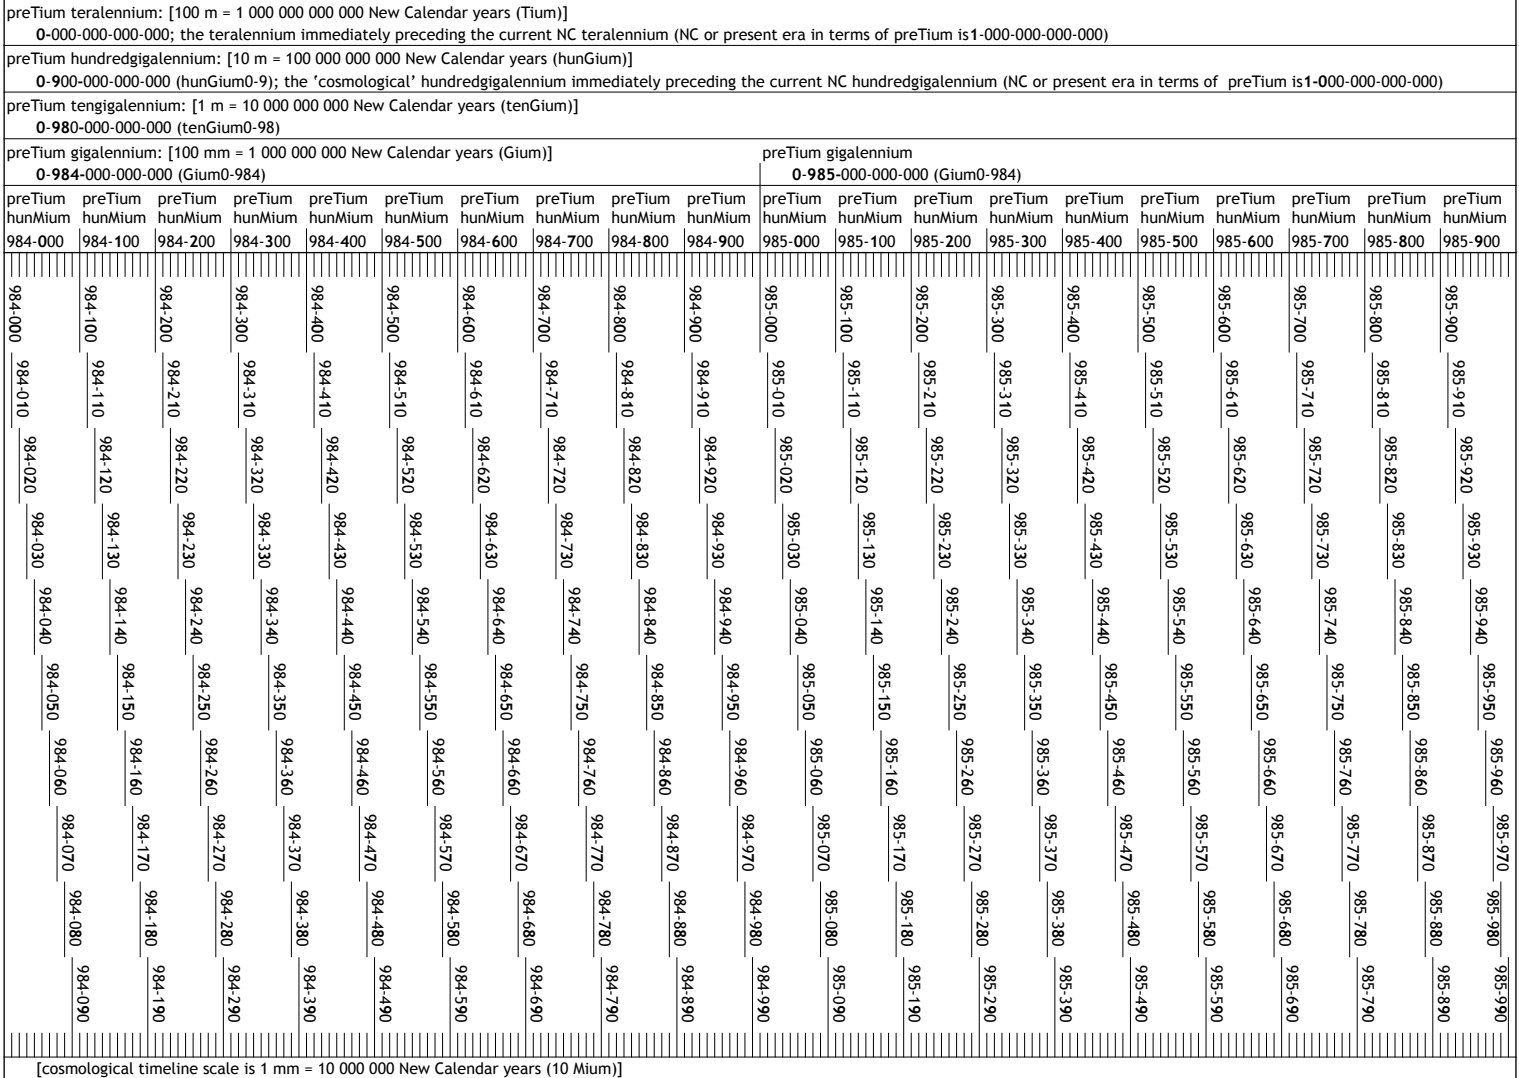 preTium teralennium: [100 m = 1 000 000 000 000 New Calendar years (Tium)]
0-000-000-000-000; the teralennium immediately preceding the current NC teralennium (NC or present era in terms of preTium is1-000-000-000-000)
preTium hundredgigalennium: [10 m = 100 000 000 000 New Calendar years (hunGium)]
0-900-000-000-000 (hunGium0-9); the ‘cosmological’ hundredgigalennium immediately preceding the current NC hundredgigalennium (NC or present era in terms of preTium is1-000-000-000-000)
preTium tengigalennium: [1 m = 10 000 000 000 New Calendar years (tenGium)]
0-980-000-000-000 (tenGium0-98)
preTium gigalennium: [100 mm = 1 000 000 000 New Calendar years (Gium)] preTium gigalennium
0-984-000-000-000 (Gium0-984) 0-985-000-000-000 (Gium0-984)
preTium preTium preTium preTium preTium preTium preTium preTium preTium preTium preTium preTium preTium preTium preTium preTium preTium preTium preTium preTium
hunMium hunMium hunMium hunMium hunMium hunMium hunMium hunMium hunMium hunMium hunMium hunMium hunMium hunMium hunMium hunMium hunMium hunMium hunMium hunMium
984-000 984-100 984-200 984-300 984-400 984-500 984-600 984-700 984-800 984-900 985-000 985-100 985-200 985-300 985-400 985-500 985-600 985-700 985-800 985-900
984-000 984-100 984-200 984-300 984-400 984-500 984-600 984-700 984-800 984-900 985-000 985-100 985-200 985-300 985-400 985-500 985-600 985-700 985-800 985-900
984-010 984-110 984-210 984-310 984-410 984-510 984-610 984-710 984-810 984-910 985-010 985-110 985-210 985-310 985-410 985-510 985-610 985-710 985-810 985-910
984-020 984-120 984-220 984-320 984-420 984-520 984-620 984-720 984-820 984-920 985-020 985-120 985-220 985-320 985-420 985-520 985-620 985-720 985-820 985-920
984-030 984-130 984-230 984-330 984-430 984-530 984-630 984-730 984-830 984-930 985-030 985-130 985-230 985-330 985-430 985-530 985-630 985-730 985-830 985-930
984-040 984-140 984-240 984-340 984-440 984-540 984-640 984-740 984-840 984-940 985-040 985-140 985-240 985-340 985-440 985-540 985-640 985-740 985-840 985-940
984-050 984-150 984-250 984-350 984-450 984-550 984-650 984-750 984-850 984-950 985-050 985-150 985-250 985-350 985-450 985-550 985-650 985-750 985-850 985-950
984-060 984-160 984-260 984-360 984-460 984-560 984-660 984-760 984-860 984-960 985-060 985-160 985-260 985-360 985-460 985-560 985-660 985-760 985-860 985-960
984-070 984-170 984-270 984-370 984-470 984-570 984-670 984-770 984-870 984-970 985-070 985-170 985-270 985-370 985-470 985-570 985-670 985-770 985-870 985-970
984-080 984-180 984-280 984-380 984-480 984-580 984-680 984-780 984-880 984-980 985-080 985-180 985-280 985-380 985-480 985-580 985-680 985-780 985-880 985-980
984-090 984-190 984-290 984-390 984-490 984-590 984-690 984-790 984-890 984-990 985-090 985-190 985-290 985-390 985-490 985-590 985-690 985-790 985-890 985-990
[cosmological timeline scale is 1 mm = 10 000 000 New Calendar years (10 Mium)]